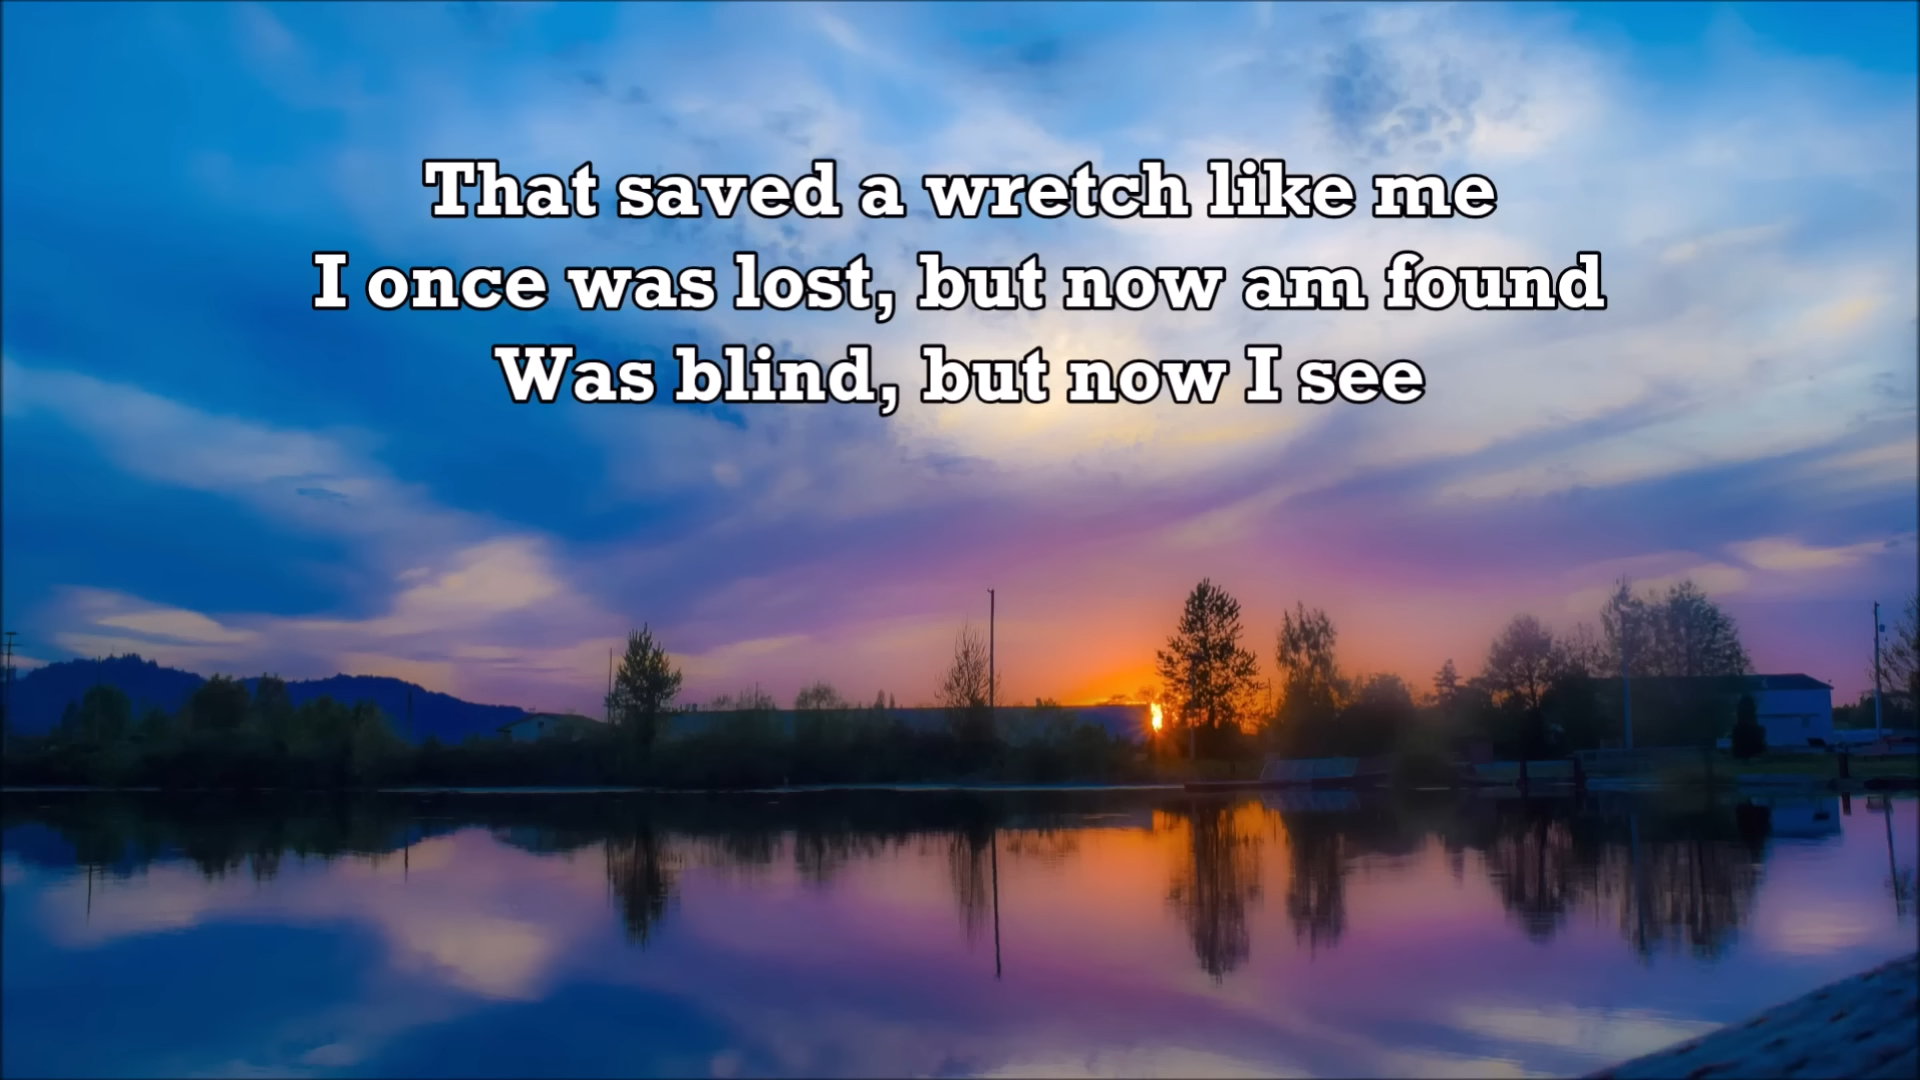 That saved a wretch like me
I once was lost, but now am found
Was blind, but now I see